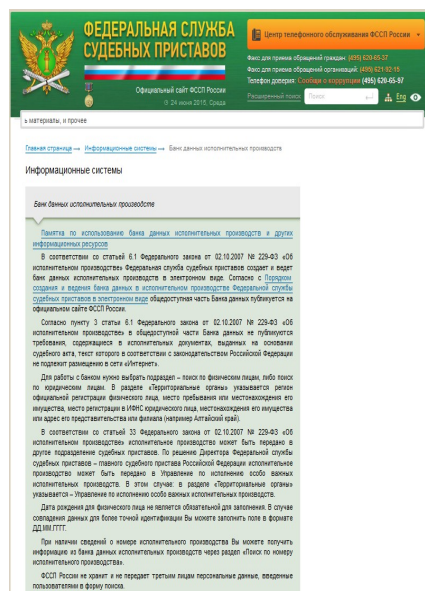 ФЕДЕРАЛЬНАЯ СЛУЖБА
СУДЕБНЫХ ПРИСТАВОВ
Официальный сайт ФССП России
24 июня 2015, Среда
Центр телефонного обслуживания ФССП России
Факс для приема обращений граждан: (495) 620-65-37
Факс для приема обращений организаций: (495) 621-92-15
Телефон доверия: Сообщи о коррупции (495) 620-65-97
Расширенный поиск Поиск Eng
ь материалы, и прочее
Главная страница → Информационные системы → Банк данных исполнительных производств
Информационные системы
Банк данных исполнительных производств
Памятка по использованию банка данных исполнительных производств и других
информационных ресурсов
В соответствии со статьей 6.1 Федерального закона от 02.10.2007 № 229-ФЗ «Об
исполнительном производстве» Федеральная служба судебных приставов создает и ведет
банк данных исполнительных производств в электронном виде. Согласно с Порядком
создания и ведения банка данных в исполнительном производстве Федеральной службы
судебных приставов в электронном виде общедоступная часть Банка данных публикуется на
официальном сайте ФССП России.
Согласно пункту 3 статьи 6.1 Федерального закона от 02.10.2007 № 229-ФЗ «Об
исполнительном производстве» в общедоступной части Банка данных не публикуются
требования, содержащиеся в исполнительных документах, выданных на основании
судебного акта, текст которого в соответствии с законодательством Российской Федерации
не подлежит размещению в сети «Интернет».
Для работы с банком нужно выбрать подраздел – поиск по физическим лицам, либо поиск
по юридическим лицам. В разделе «Территориальные органы» указывается регион
официальной регистрации физического лица, место пребывания или местонахождения его
имущества, место регистрации в ИФНС юридического лица, местонахождения его имущества
или адрес его представительства или филиала (например Алтайский край).
В соответствии со статьей 33 Федерального закона от 02.10.2007 № 229-ФЗ «Об
исполнительном производстве» исполнительное производство может быть передано в
другое подразделение судебных приставов. По решению Директора Федеральной службы
судебных приставов – главного судебного пристава Российской Федерации исполнительное
производство может быть передано в Управление по исполнению особо важных
исполнительных производств. В этом случае: в разделе «Территориальные органы»
указывается – Управление по исполнению особо важных исполнительных производств.
Дата рождения для физического лица не является обязательной для заполнения. В случае
совпадения данных для более точной идентификации Вы можете заполнить поле в формате
ДД.ММ.ГГГГ.
При наличии сведений о номере исполнительного производства Вы можете получить
информацию из банка данных исполнительных производств через раздел «Поиск по номеру
исполнительного производства».
ФССП России не хранит и не передает третьим лицам персональные данные, введенные
пользователями в форму поиска.